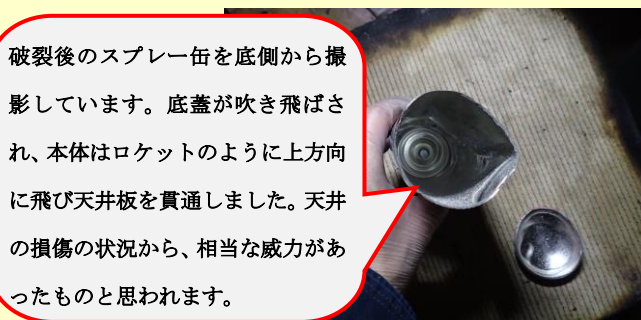 破裂後のスプレー缶を底側から撮
影しています。底蓋が吹き飛ばさ
れ、本体はロケットのように上方向
に飛び天井板を貫通しました。天井
の損傷の状況から、相当な威力があ
ったものと思われます。